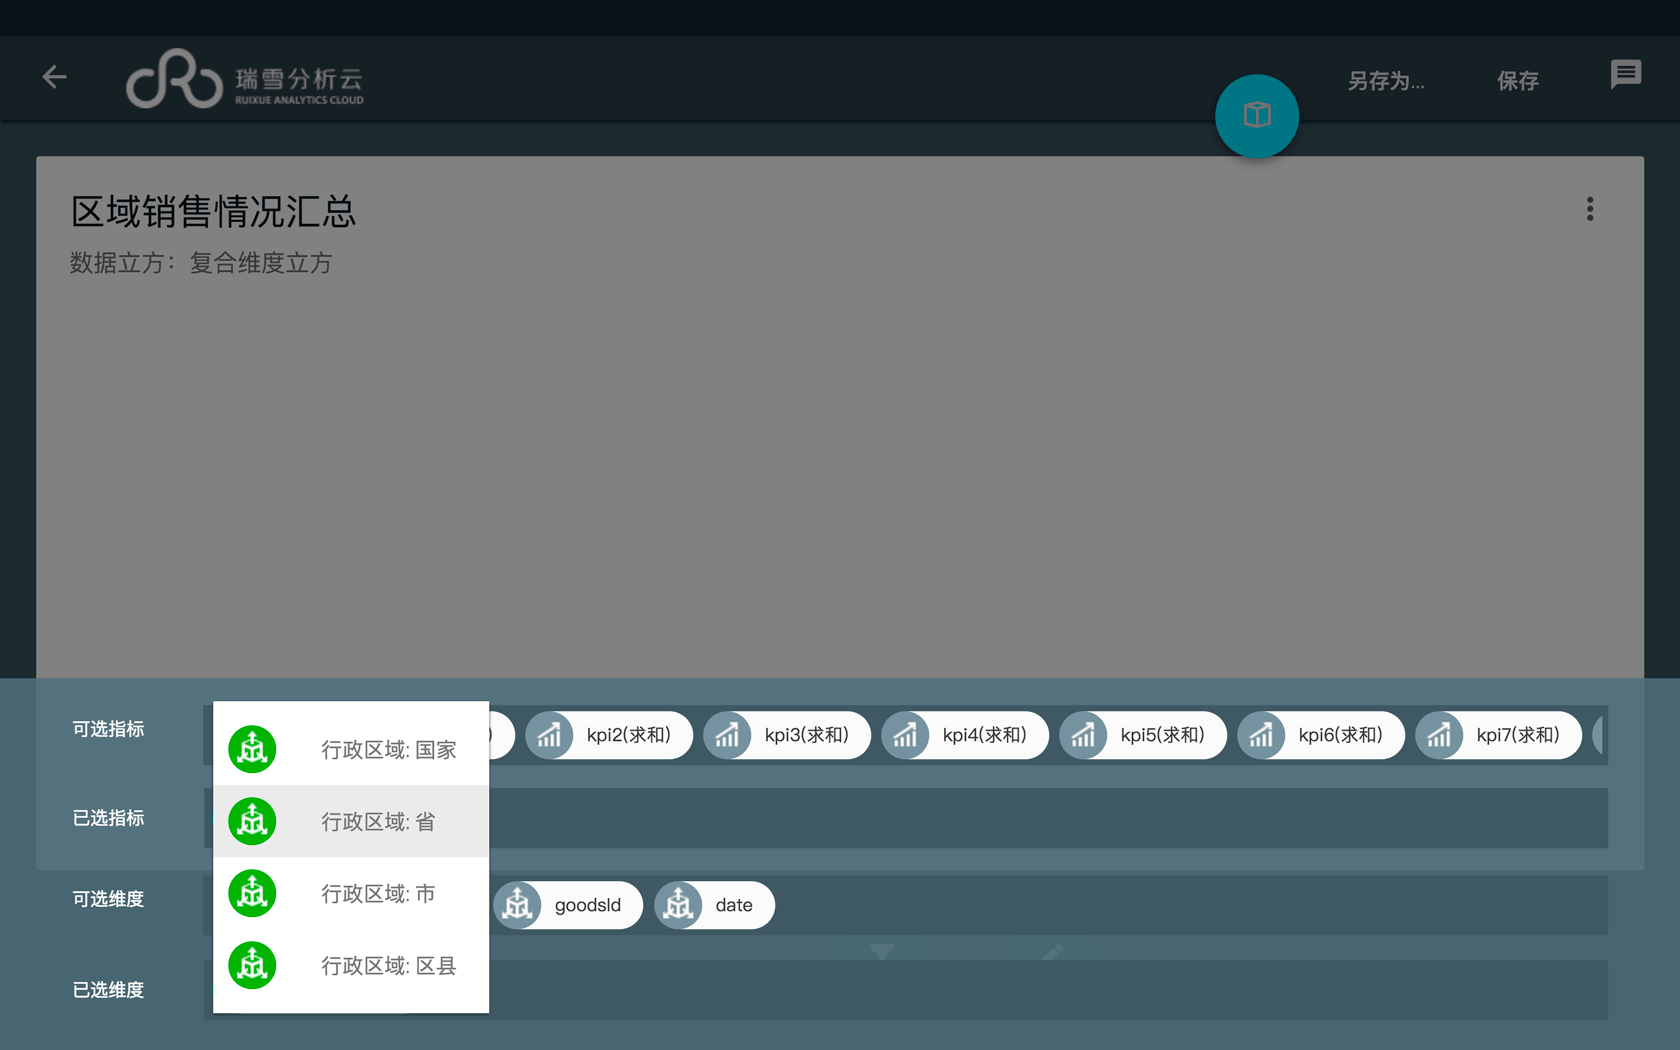 瑞雪分析云
RUIXUE ANALYTICS CLOUD
另存为...
保存
区域销售情况汇总
数据立方：复合维度立方
可选指标
)
kpi2(求和)
kpi3(求和)
kpi4(求和)
kpi5(求和)
kpi6(求和)
kpi7(求和)
行政区域: 国家
已选指标
行政区域: 省
可选维度
行政区域: 市
goodsId
date
已选维度
行政区域: 区县